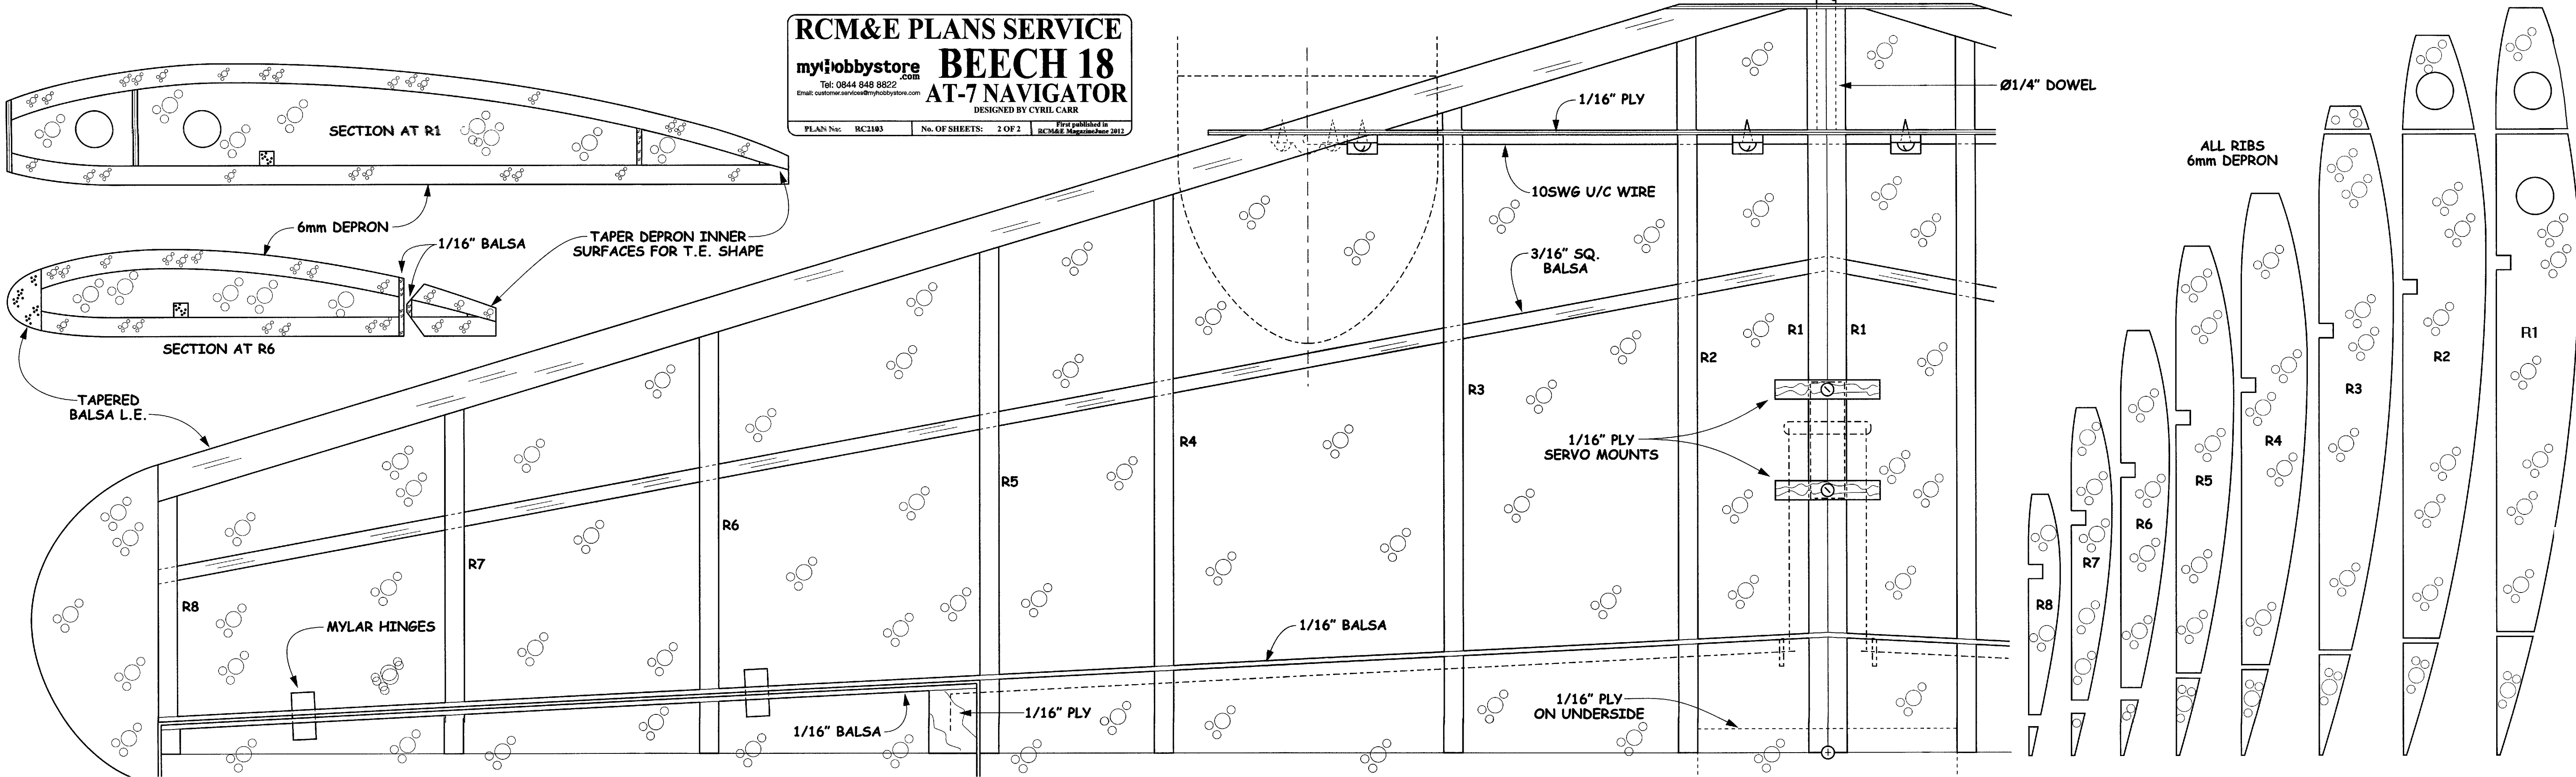 RCM&E PLANS SERVICE
myHobbystore
.com
Tel: 0844 848 8822
Email: customer.services@myhobbystore.com
BEECH 18
AT-7 NAVIGATOR
DESIGNED BY CYRIL CARR
PLAN No: RC2103
No. OF SHEETS: 2 OF 2
First published in
RCM&E Magazine June 2012
SECTION AT R1
6mm DEPRON
1/16" BALSA
TAPER DEPRON INNER
SURFACES FOR T.E. SHAPE
SECTION AT R6
TAPERED
BALSA L.E.
1/16" PLY
Ø1/4" DOWEL
10SWG U/C WIRE
3/16" SQ.
BALSA
R1
R1
R2
R3
R4
R5
R6
R7
R8
1/16" PLY
SERVO MOUNTS
MYLAR HINGES
1/16" BALSA
1/16" BALSA
1/16" PLY
1/16" PLY
ON UNDERSIDE
ALL RIBS
6mm DEPRON
R8
R7
R6
R5
R4
R3
R2
R1